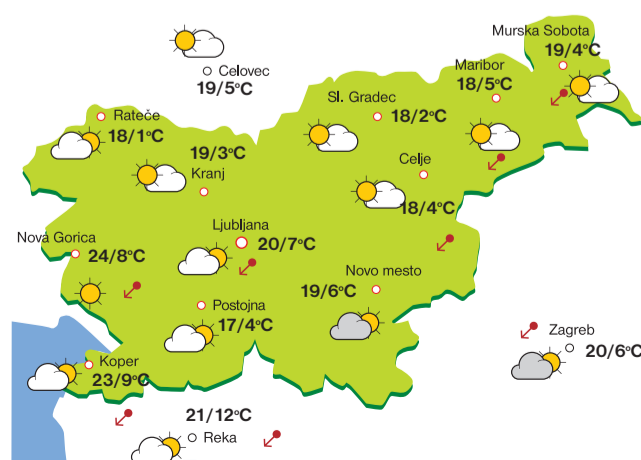 Murska Sobota
19/4°C
Celovec
19/5°C
Maribor
18/5°C
Sl. Gradec
18/2°C
Rateče
18/1°C
19/3°C
Kranj
Celje
18/4°C
Ljubljana
20/7°C
Nova Gorica
24/8°C
Novo mesto
19/6°C
Postojna
17/4°C
Zagreb
20/6°C
Koper
23/9°C
21/12°C
Reka